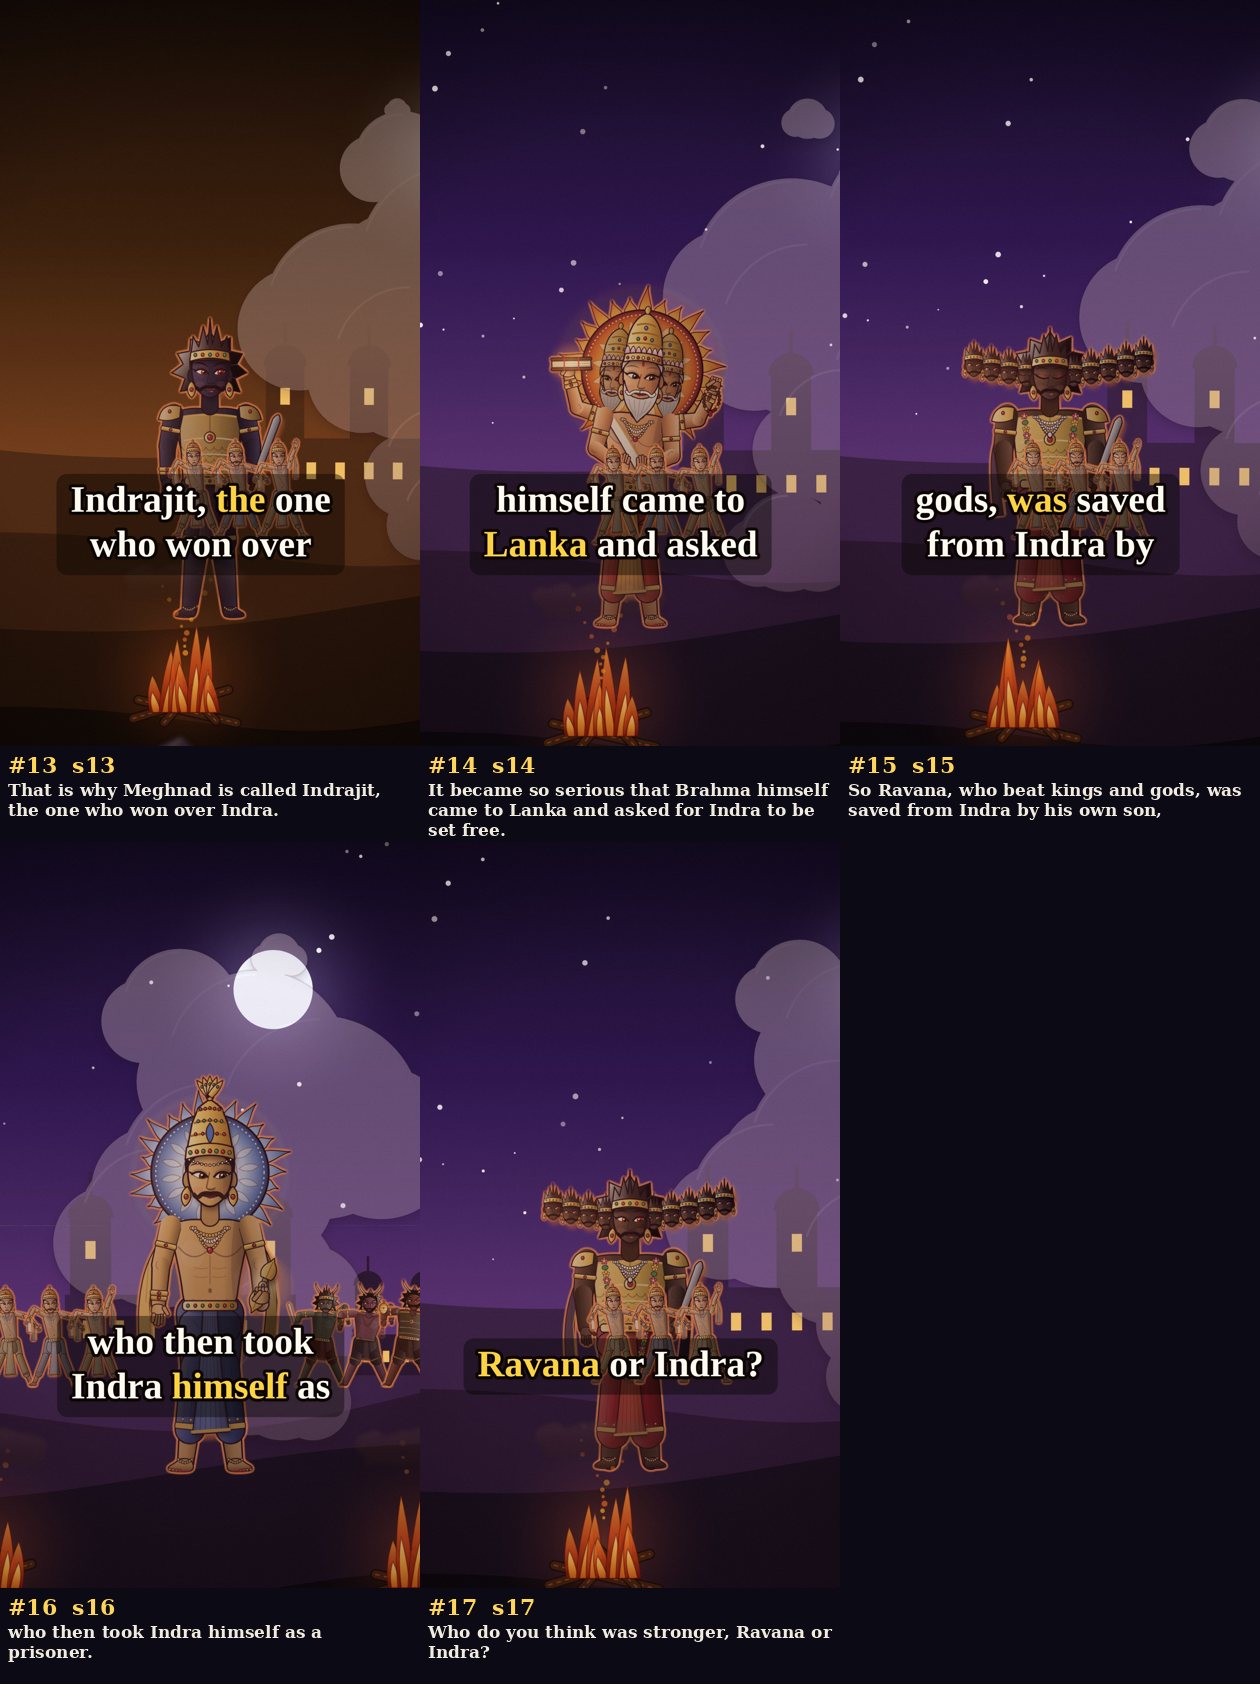 Indrajit, the one
who won over
himself came to
Lanka and asked
gods, was saved
from Indra by
#13 s13
That is why Meghnad is called Indrajit,
the one who won over Indra.
#14 s14
It became so serious that Brahma himself
came to Lanka and asked for Indra to be
set free.
#15 s15
So Ravana, who beat kings and gods, was
saved from Indra by his own son,
who then took
Indra himself as
Ravana or Indra?
#16 s16
who then took Indra himself as a
prisoner.
#17 s17
Who do you think was stronger, Ravana or
Indra?